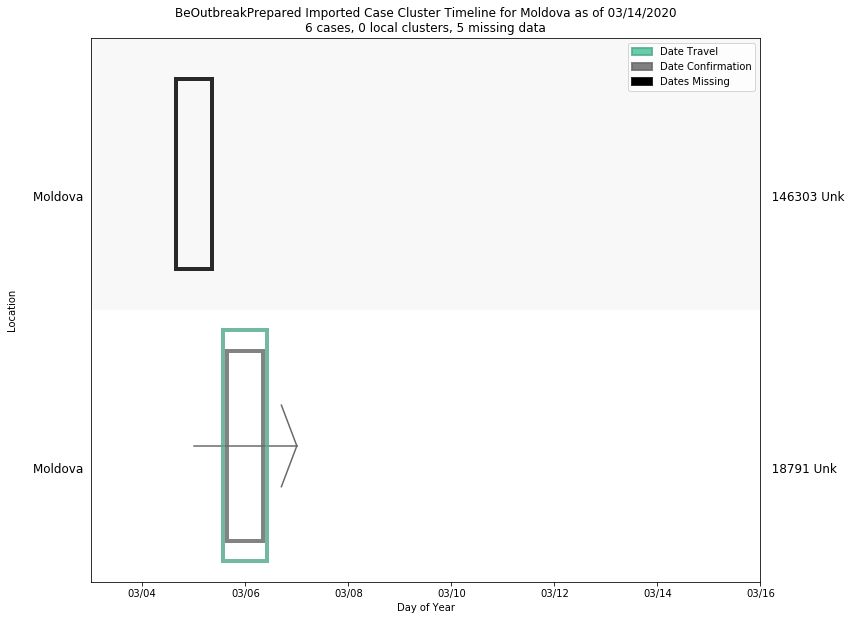 BeOutbreakPrepared Imported Case Cluster Timeline for Moldova as of 03/14/2020
6 cases, 0 local clusters, 5 missing data
Date Travel
Date Confirmation
Dates Missing
Moldova
146303 Unk
Location
Moldova
18791 Unk
03/04
03/06
03/08
03/10
03/12
03/14
03/16
Day of Year